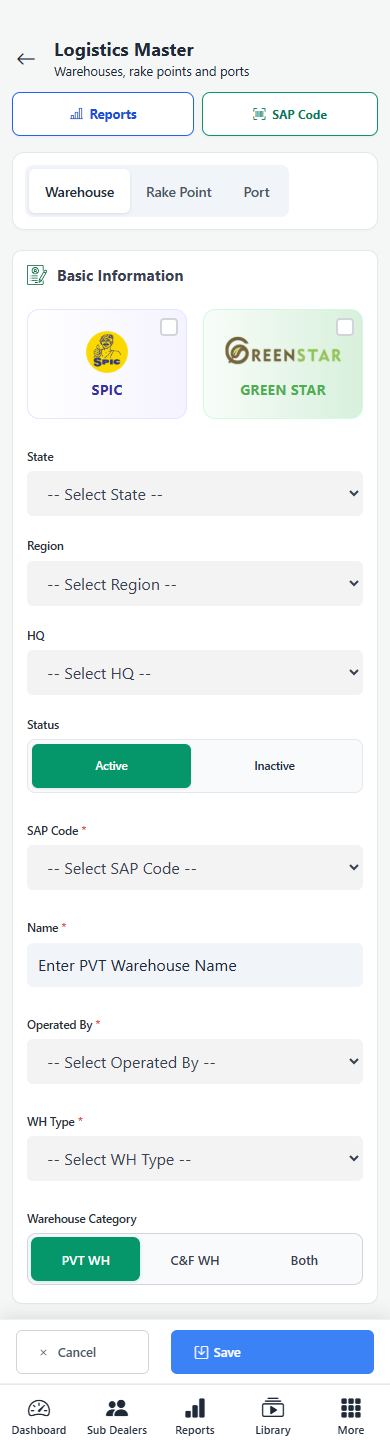 Logistics Master
Warehouses, rake points and ports
Reports
SAP Code
Warehouse
Rake Point
Port
Basic Information
SPIC
SPIC
GREENSTAR
GREEN STAR
State
-- Select State --
Region
-- Select Region --
HQ
-- Select HQ --
Status
Active
Inactive
SAP Code *
-- Select SAP Code --
Name *
Enter PVT Warehouse Name
Operated By *
-- Select Operated By --
WH Type *
-- Select WH Type --
Warehouse Category
PVT WH
C&F WH
Both
× Cancel
Save
Dashboard
Sub Dealers
Reports
Library
More